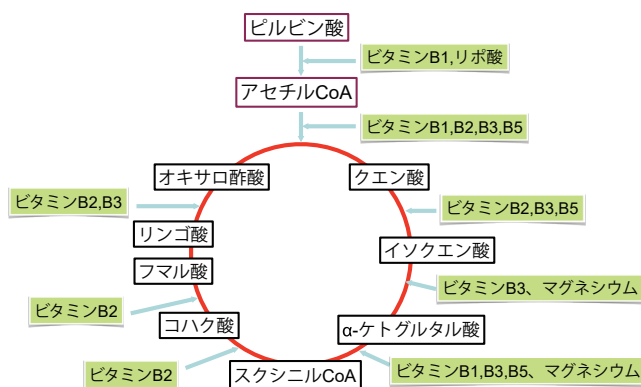 ピルビン酸
ビタミンB1,リポ酸
アセチルCoA
ビタミンB1,B2,B3,B5
オキサロ酢酸
クエン酸
ビタミンB2,B3
ビタミンB2,B3,B5
リンゴ酸
イソクエン酸
フマル酸
ビタミンB3、マグネシウム
ビタミンB2
コハク酸
α-ケトグルタル酸
ビタミンB2
スクシニルCoA
ビタミンB1,B3,B5、マグネシウム